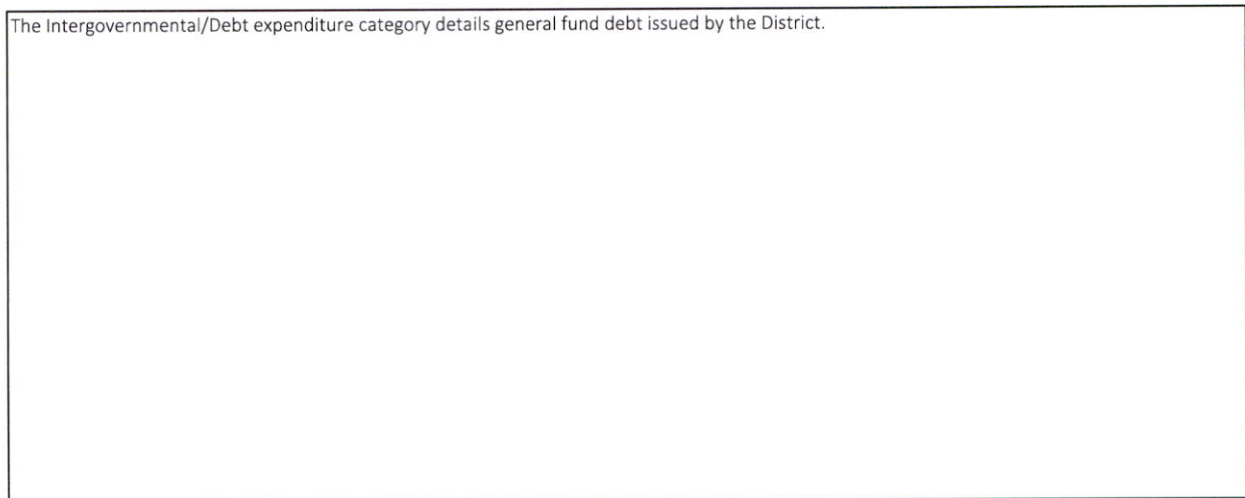 The Intergovernmental/Debt expenditure category details general fund debt issued by the District.